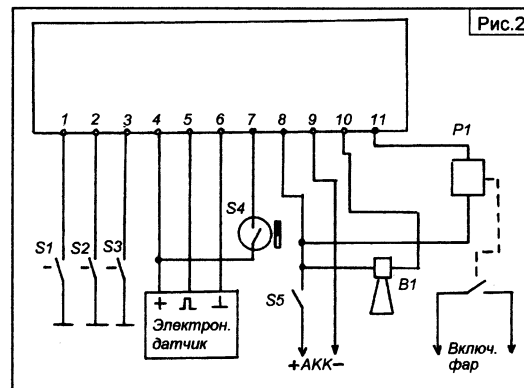 Рис.2
1 2 3 4 5 6 7 8 9 10 11
P1
S4
S1 S2 S3
S5
B1
+ ⎍ ⊥
Электрон.
датчик
+АКК−
Включ.
фар